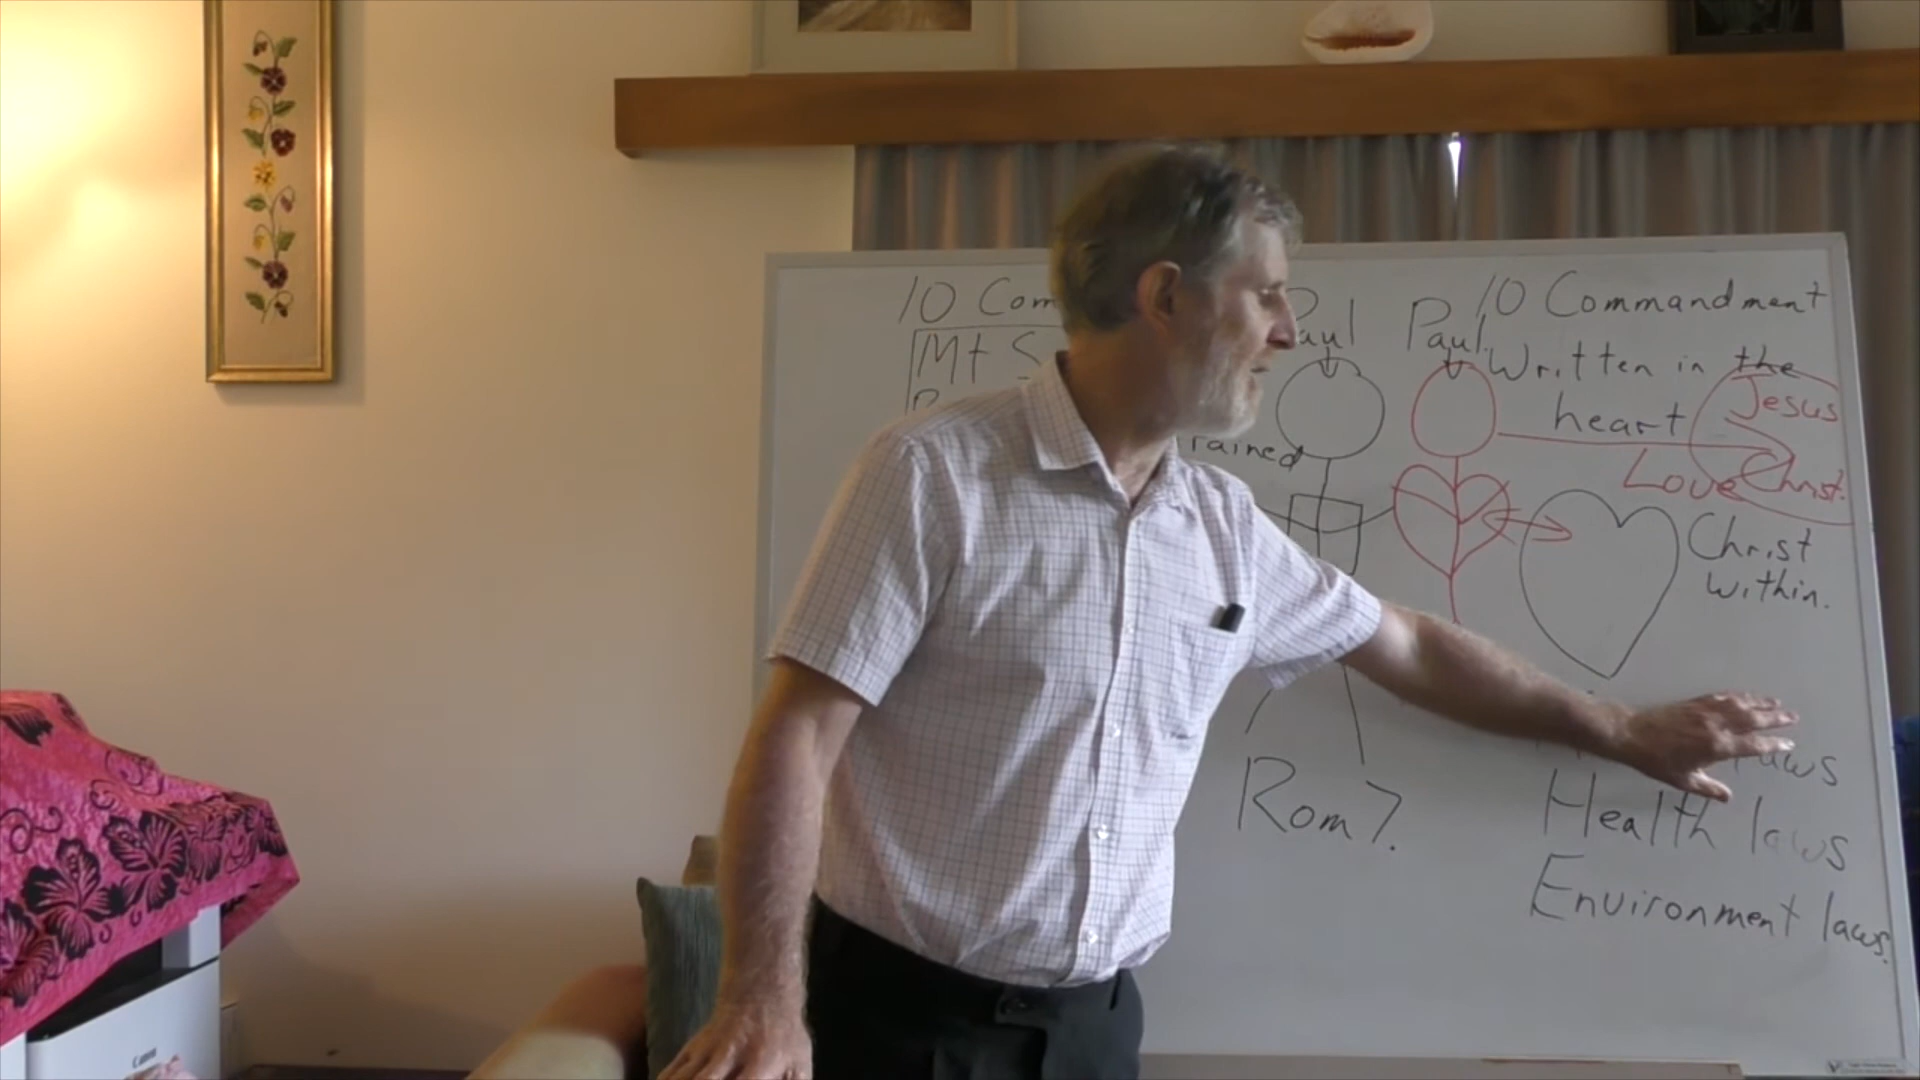 10 Com
Mt S
rained
Paul
10 Commandment
Written in the
heart
Jesus
Love Christ.
Christ
within.
Rom 7.
laws
Health laws
Environment laws.
Canon